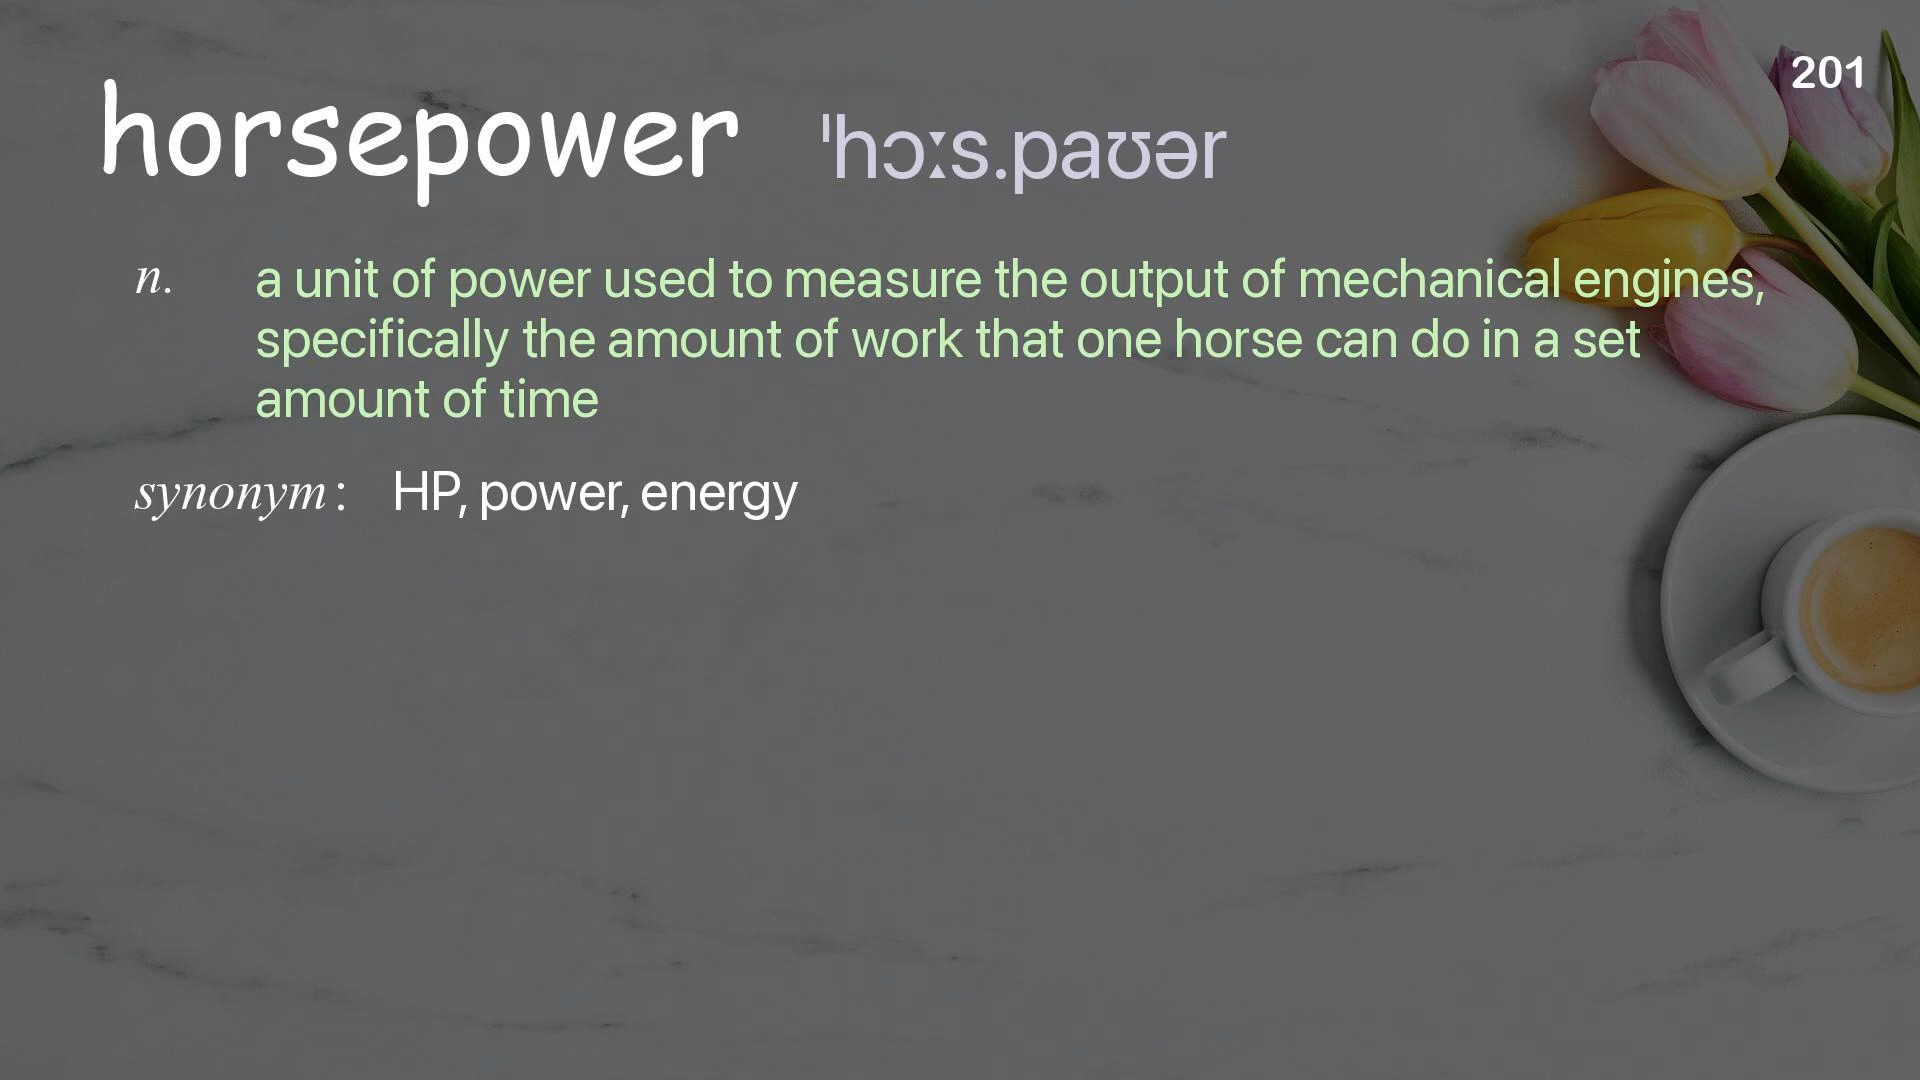 201
horsepower ˈhɔːs.paʊər
n. a unit of power used to measure the output of mechanical engines,
specifically the amount of work that one horse can do in a set
amount of time
synonym : HP, power, energy